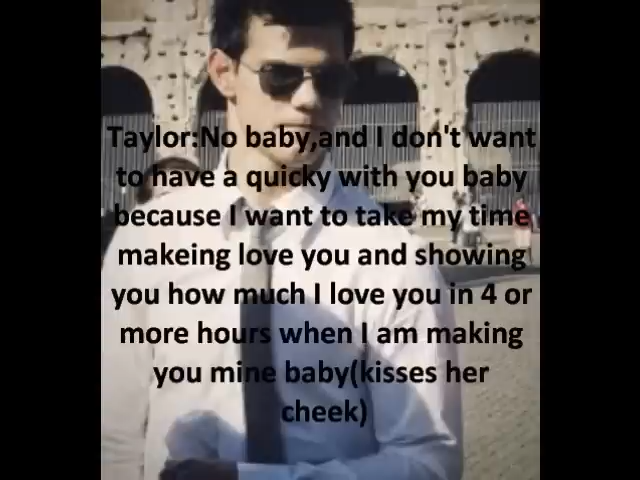 Taylor:No baby,and I don't want
to have a quicky with you baby
because I want to take my time
makeing love you and showing
you how much I love you in 4 or
more hours when I am making
you mine baby(kisses her
cheek)